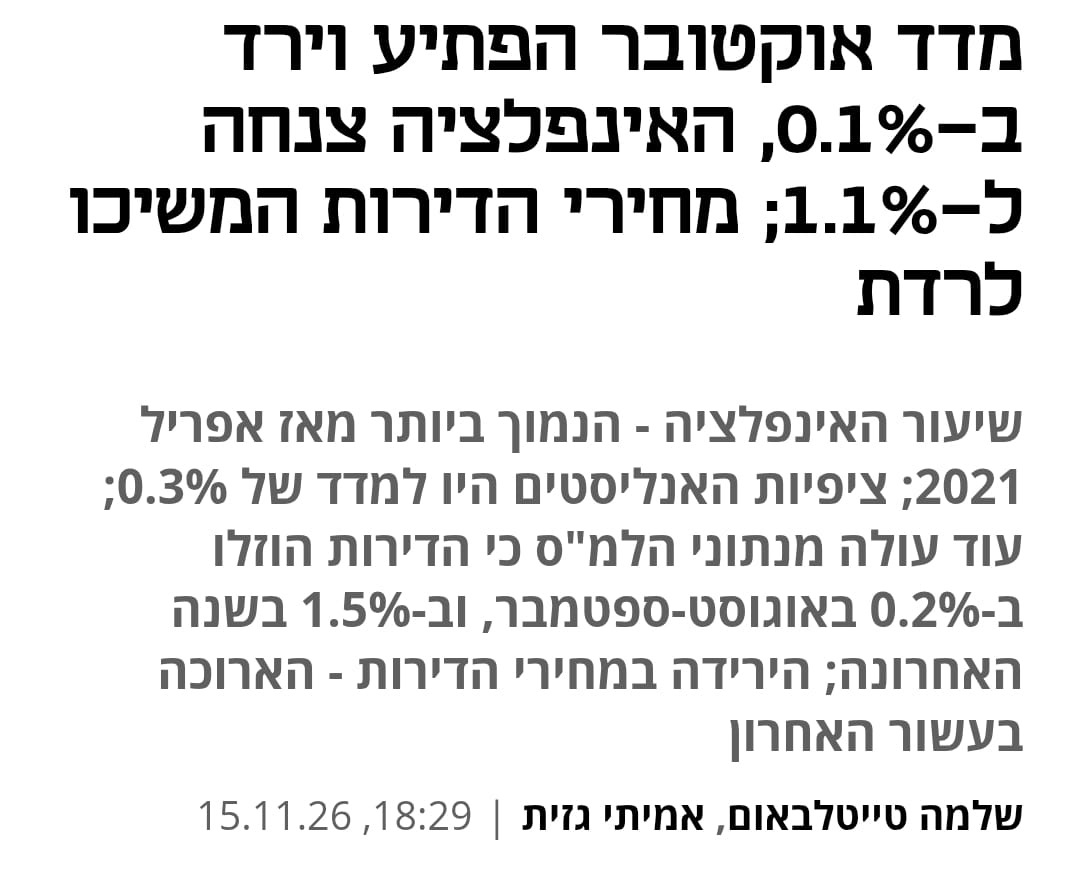 מדד אוקטובר הפתיע וירד
ב–0.1%, האינפלציה צנחה
ל–1.1%; מחירי הדירות המשיכו
לרדת
שיעור האינפלציה - הנמוך ביותר מאז אפריל
2021; ציפיות האנליסטים היו למדד של 0.3%;
עוד עולה מנתוני הלמ"ס כי הדירות הוזלו
ב-0.2% באוגוסט-ספטמבר, וב-1.5% בשנה
האחרונה; הירידה במחירי הדירות - הארוכה
בעשור האחרון
שלמה טייטלבאום, אמיתי גזית | 18:29, 15.11.26